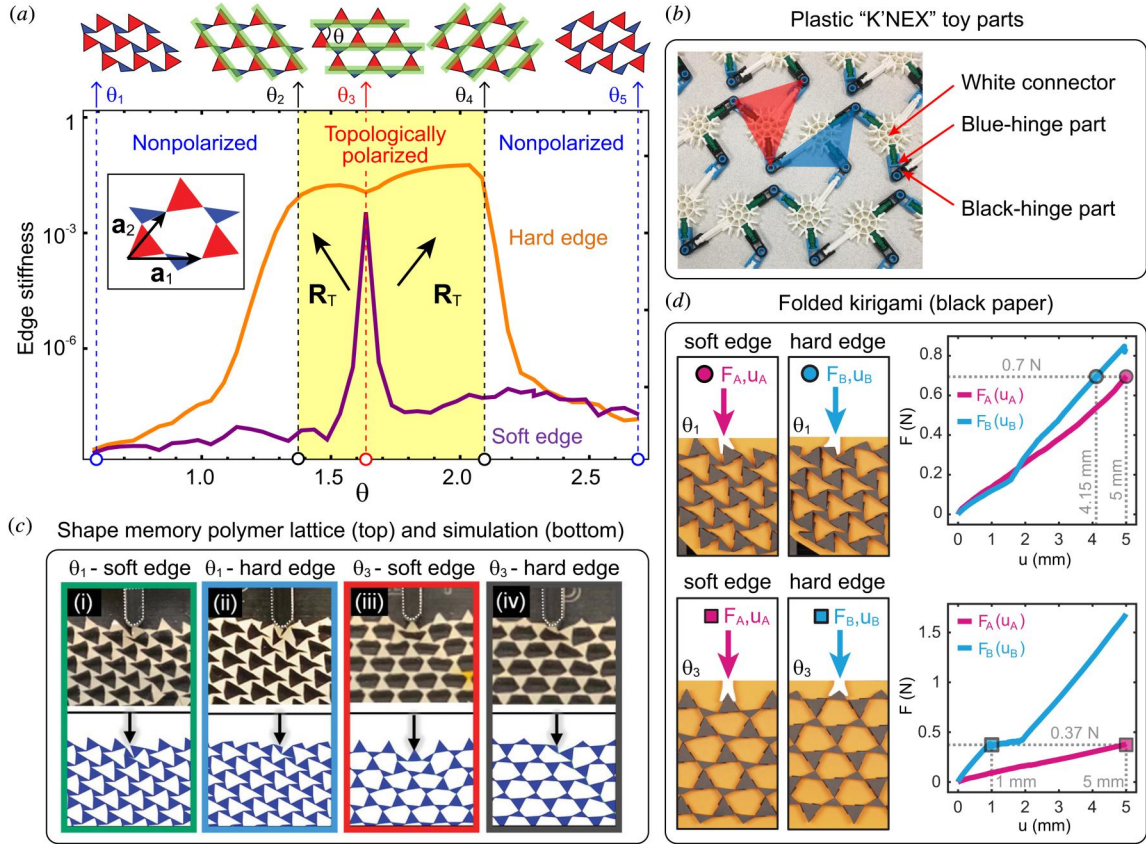 (a)
θ
θ1
θ2
θ3
θ4
θ5
Nonpolarized
Topologically
polarized
Nonpolarized
a2
a1
Hard edge
RT
RT
Soft edge
Edge stiffness
1
10-3
10-6
1.0
1.5
2.0
2.5
θ
(b)
Plastic “K’NEX” toy parts
White connector
Blue-hinge part
Black-hinge part
(c)
Shape memory polymer lattice (top) and simulation (bottom)
θ1 - soft edge
θ1 - hard edge
θ3 - soft edge
θ3 - hard edge
(i)
(ii)
(iii)
(iv)
(d)
Folded kirigami (black paper)
soft edge
hard edge
FA,uA
FB,uB
θ1
θ1
F (N)
0.8
0.6
0.4
0.2
0
0.7 N
FA(uA)
FB(uB)
4.15 mm
5 mm
0 1 2 3 4 5
u (mm)
soft edge
hard edge
FA,uA
FB,uB
θ3
θ3
F (N)
1.5
1
0.5
0
FA(uA)
FB(uB)
0.37 N
1 mm
5 mm
0 1 2 3 4 5
u (mm)